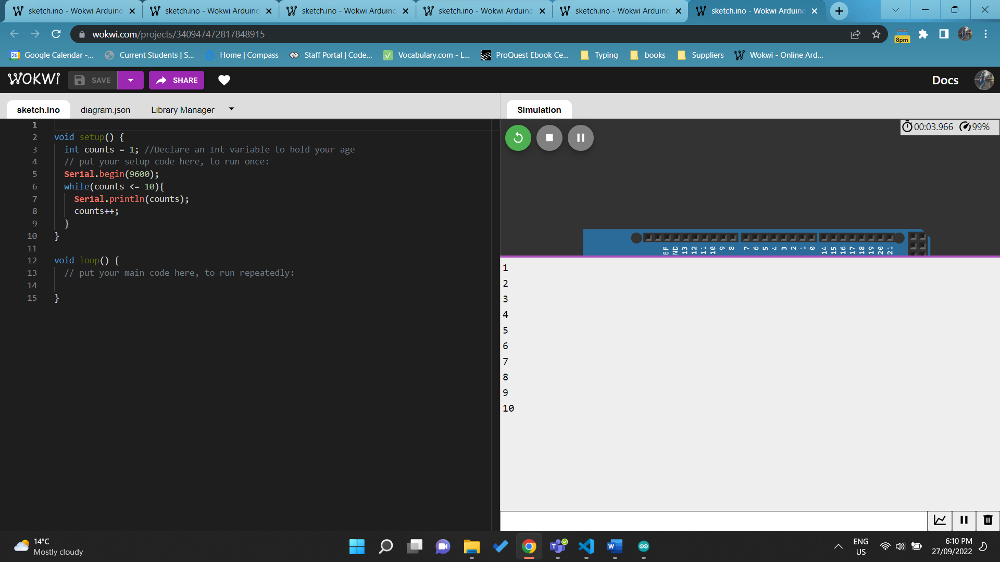 sketch.ino - Wokwi Arduino
sketch.ino - Wokwi Arduino
sketch.ino - Wokwi Arduino
sketch.ino - Wokwi Arduino
sketch.ino - Wokwi Arduino
sketch.ino - Wokwi Arduino
wokwi.com/projects/340947472817848915
8pm
26
Google Calendar -...
Current Students | S...
Home | Compass
Staff Portal | Code...
Vocabulary.com - L...
ProQuest Ebook Ce...
Typing
books
Suppliers
Wokwi - Online Ard...
WOKWi
SAVE
SHARE
Docs
sketch.ino
diagram.json
Library Manager
Simulation
00:03.966
99%
1
2 void setup() {
3 int counts = 1; //Declare an Int variable to hold your age
4 // put your setup code here, to run once:
5 Serial.begin(9600);
6 while(counts <= 10){
7 Serial.println(counts);
8 counts++;
9 }
10 }
11
12 void loop() {
13 // put your main code here, to run repeatedly:
14
15 }
EF ND 13 12 11 10 9 8 7 6 5 4 3 2 1 0 14 15 16 17 18 19 20 21
1
2
3
4
5
6
7
8
9
10
14°C
Mostly cloudy
ENG
US
6:10 PM
27/09/2022